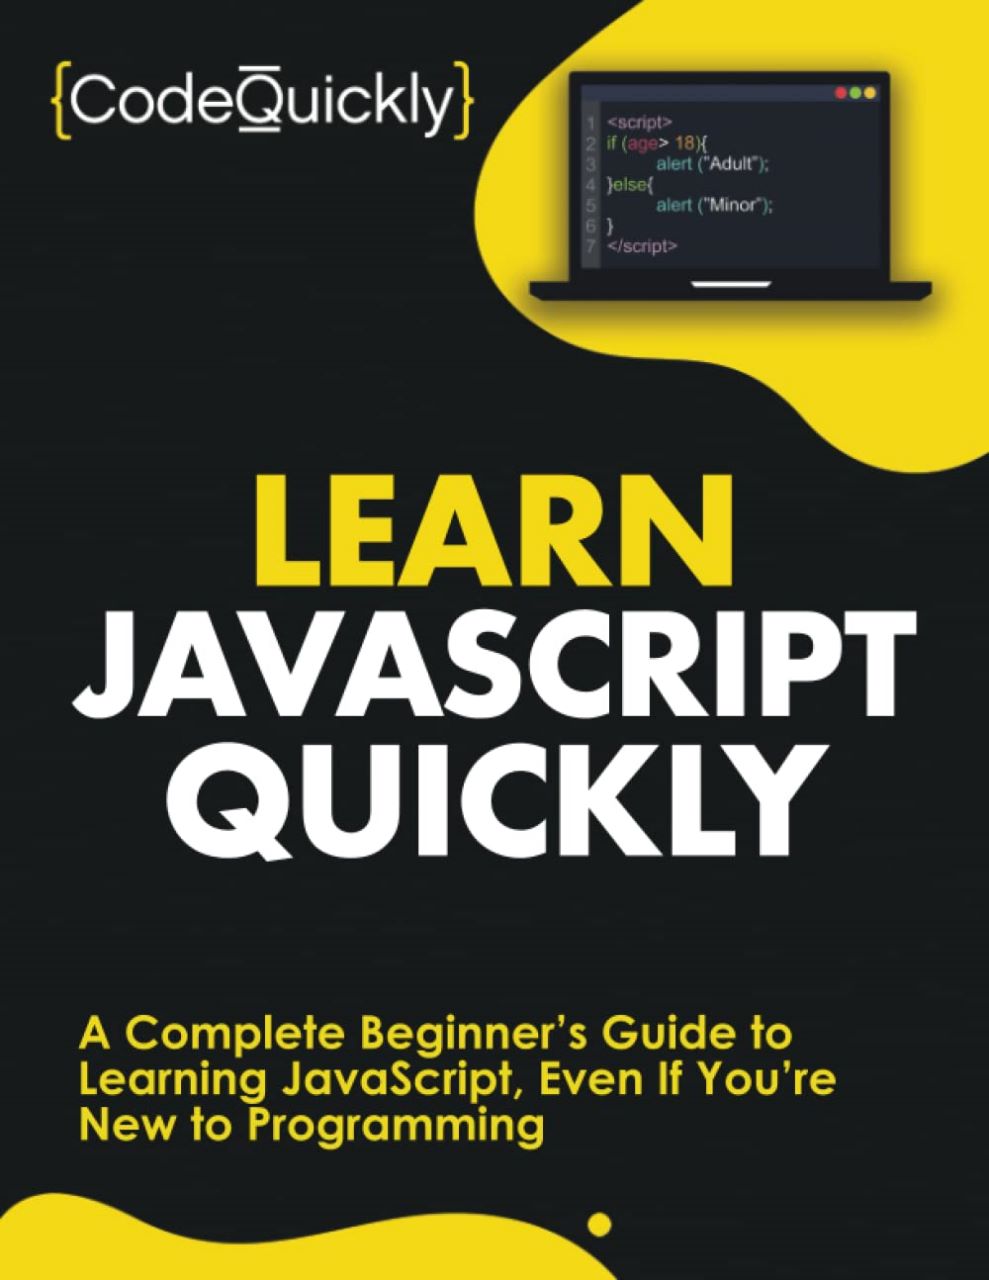 {CodeQuickly}
1 <script>
2 if (age> 18){
3 alert ("Adult");
4 }else{
5 alert ("Minor");
6 }
7 </script>
LEARN
JAVASCRIPT
QUICKLY
A Complete Beginner's Guide to
Learning JavaScript, Even If You're
New to Programming